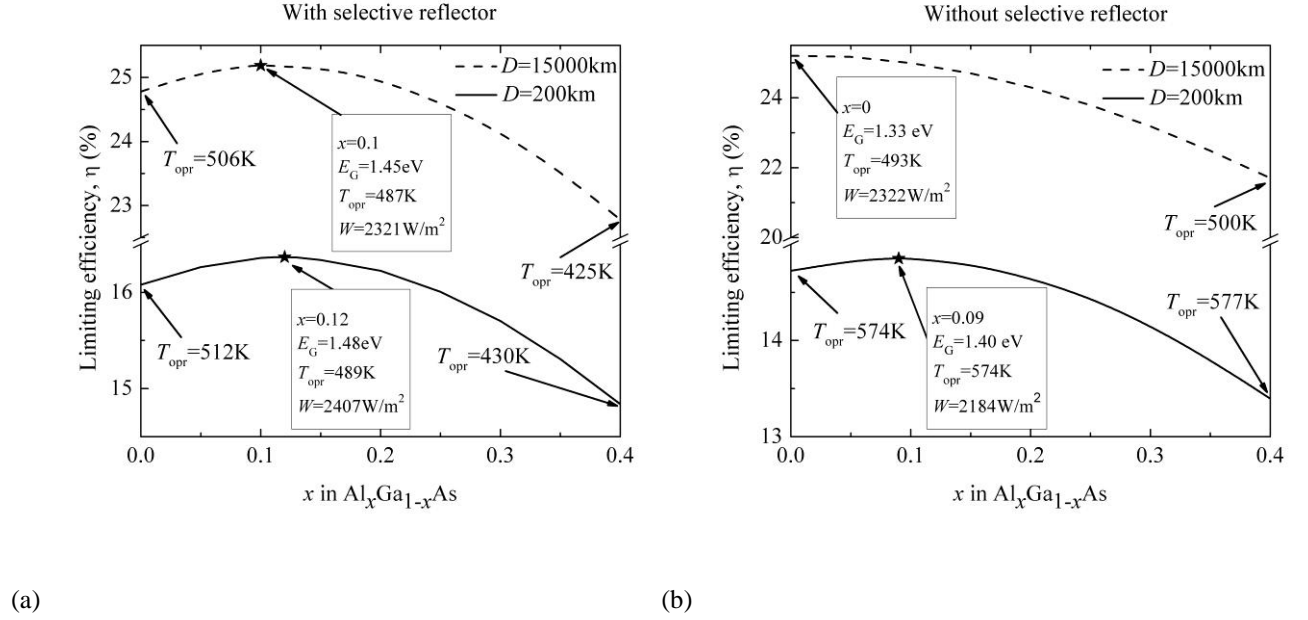 With selective reflector
D=15000km
D=200km
25
24
23
16
15
Limiting efficiency, η (%)
T_opr=506K
x=0.1
E_G=1.45eV
T_opr=487K
W=2321W/m²
T_opr=425K
T_opr=512K
x=0.12
E_G=1.48eV
T_opr=489K
W=2407W/m²
T_opr=430K
0.0 0.1 0.2 0.3 0.4
x in Al_xGa_1-xAs
(a)
Without selective reflector
D=15000km
D=200km
24
22
20
14
13
Limiting efficiency, η (%)
x=0
E_G=1.33 eV
T_opr=493K
W=2322W/m²
T_opr=500K
T_opr=574K
x=0.09
E_G=1.40 eV
T_opr=574K
W=2184W/m²
T_opr=577K
0.0 0.1 0.2 0.3 0.4
x in Al_xGa_1-xAs
(b)